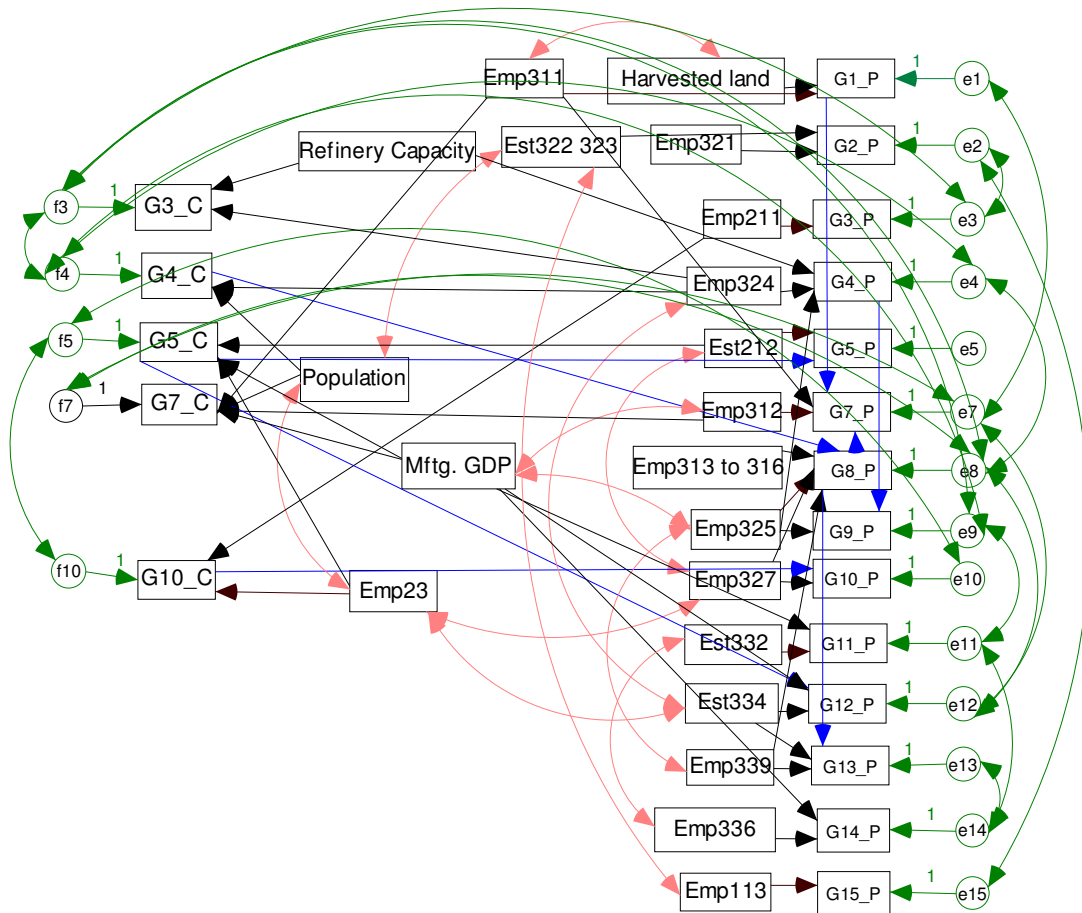 Emp311
Harvested land
G1_P
1
e1
Refinery Capacity
Est322 323
Emp321
G2_P
1
e2
f3
1
G3_C
Emp211
G3_P
1
e3
f4
1
G4_C
Emp324
G4_P
1
e4
f5
1
G5_C
Est212
G5_P
1
e5
Population
f7
1
G7_C
Emp312
G7_P
1
e7
Mftg. GDP
Emp313 to 316
G8_P
1
e8
Emp325
G9_P
1
e9
f10
1
G10_C
Emp23
Emp327
G10_P
1
e10
Est332
G11_P
1
e11
Est334
G12_P
1
e12
Emp339
G13_P
1
e13
Emp336
G14_P
1
e14
Emp113
G15_P
1
e15